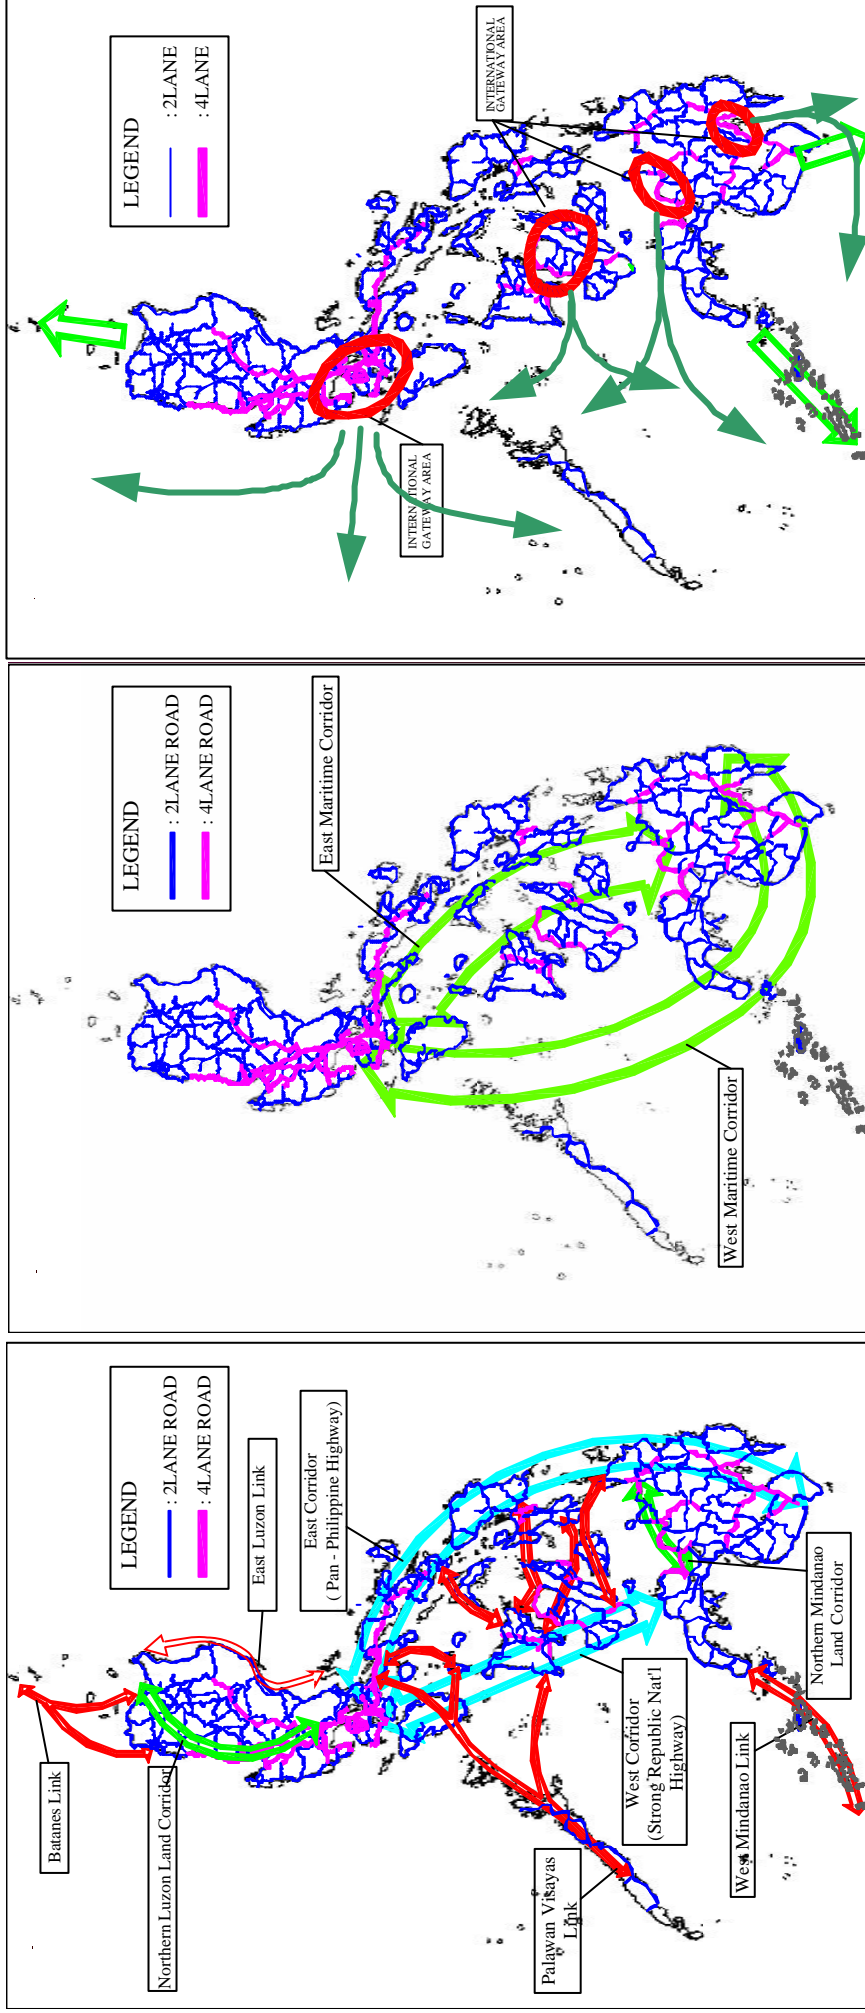 LEGEND
: 2LANE
: 4LANE
INTERNATIONAL
GATEWAY AREA
INTERNATIONAL
GATEWAY AREA
LEGEND
: 2LANE ROAD
: 4LANE ROAD
East Maritime Corridor
West Maritime Corridor
LEGEND
: 2LANE ROAD
: 4LANE ROAD
East Luzon Link
East Corridor
( Pan - Philippine Highway)
Batanes Link
Northern Luzon Land Corridor
Palawan Visayas
Link
West Corridor
(Strong Republic Nat'l
Highway)
West Mindanao Link
Northern Mindanao
Land Corridor